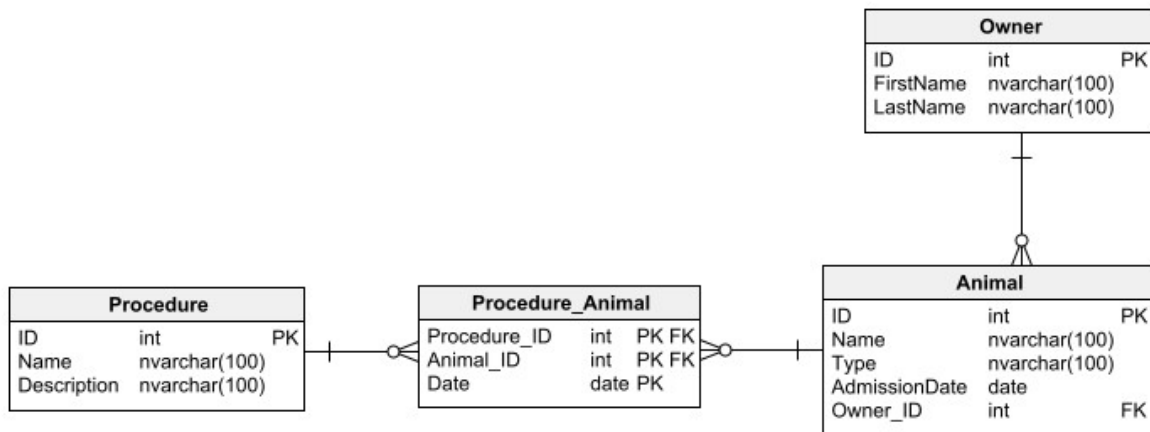 Owner
ID int PK
FirstName nvarchar(100)
LastName nvarchar(100)
Procedure
ID int PK
Name nvarchar(100)
Description nvarchar(100)
Procedure_Animal
Procedure_ID int PK FK
Animal_ID int PK FK
Date date PK
Animal
ID int PK
Name nvarchar(100)
Type nvarchar(100)
AdmissionDate date
Owner_ID int FK